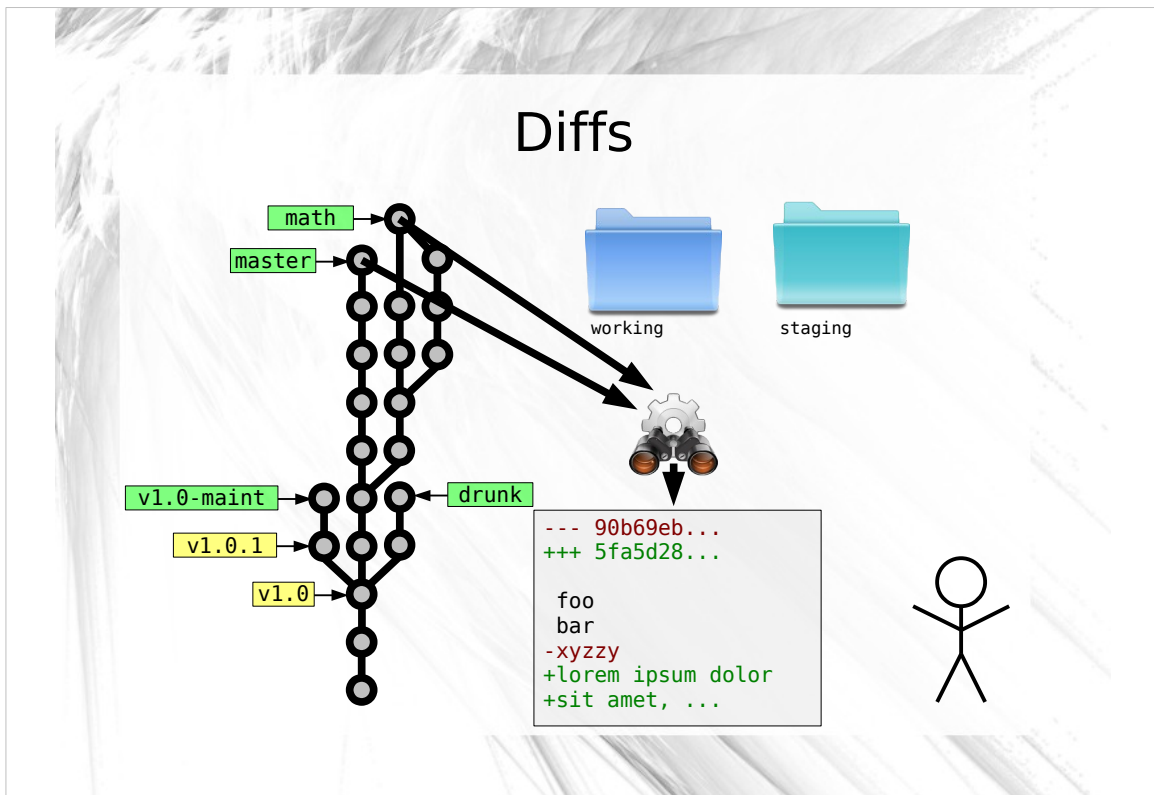 Diffs
math
master
working
staging
v1.0-maint
drunk
v1.0.1
v1.0
--- 90b69eb...
+++ 5fa5d28...
foo
bar
-xyzzy
+lorem ipsum dolor
+sit amet, ...